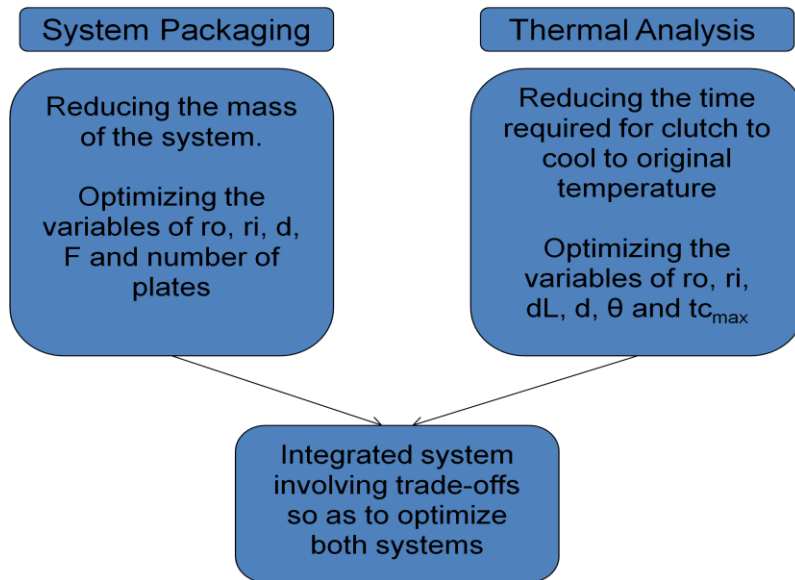 System Packaging
Reducing the mass
of the system.
Optimizing the
variables of ro, ri, d,
F and number of
plates
Thermal Analysis
Reducing the time
required for clutch to
cool to original
temperature
Optimizing the
variables of ro, ri,
dL, d, θ and tcmax
Integrated system
involving trade-offs
so as to optimize
both systems